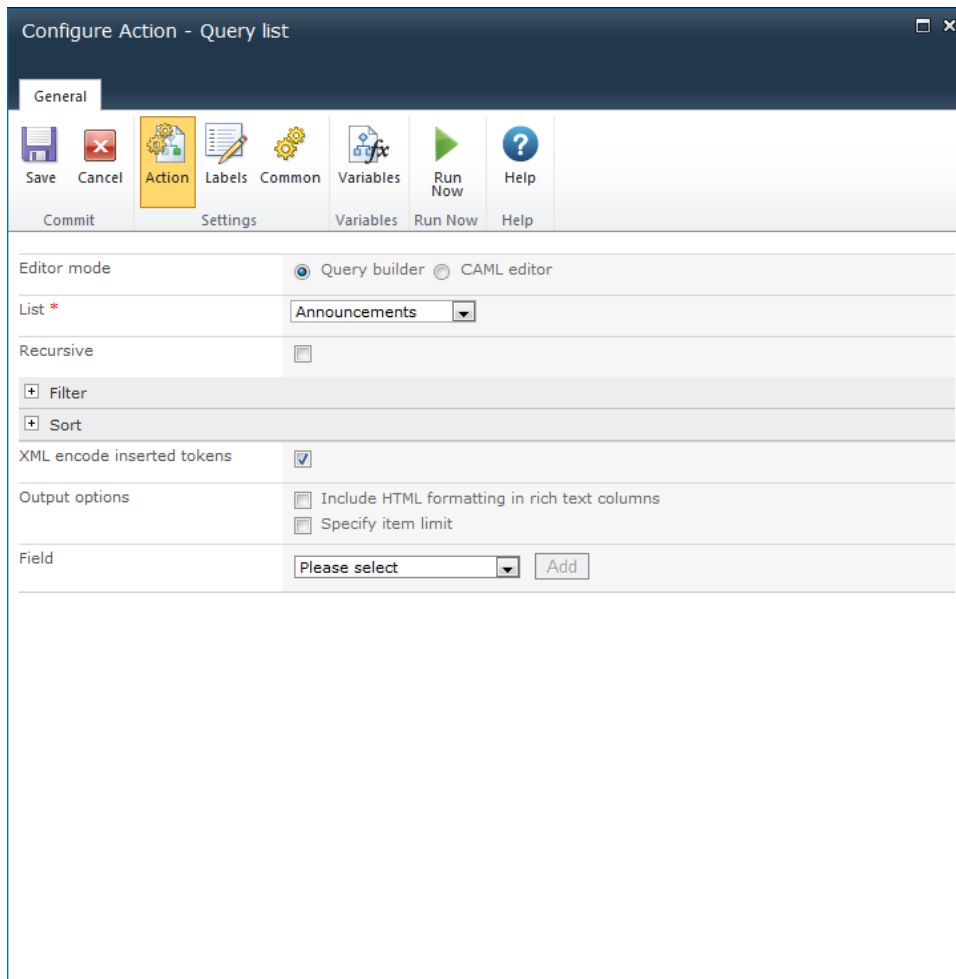 Configure Action - Query list
General
Save Cancel Action Labels Common Variables Run Now Help
Commit Settings Variables Run Now Help
Editor mode Query builder CAML editor
List * Announcements
Recursive
Filter
Sort
XML encode inserted tokens
Output options Include HTML formatting in rich text columns
Specify item limit
Field Please select Add